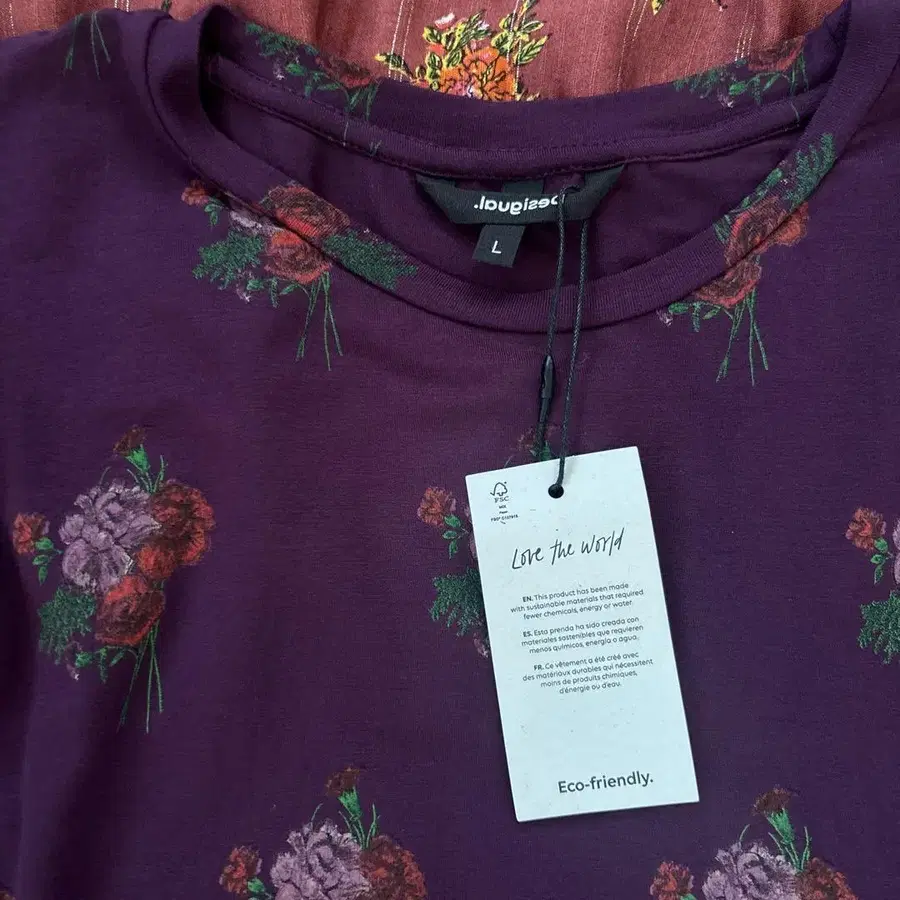 Desigual.
L
FSC
MIX
Paper
Love the World
EN. This product has been made
with sustainable materials that required
fewer chemicals, energy or water.
ES. Esta prenda ha sido creada con
materiales sostenibles que requieren
menos químicos, energía o agua.
FR. Ce vêtement a été créé avec
des matériaux durables qui nécessitent
moins de produits chimiques,
d'énergie ou d'eau.
Eco-friendly.